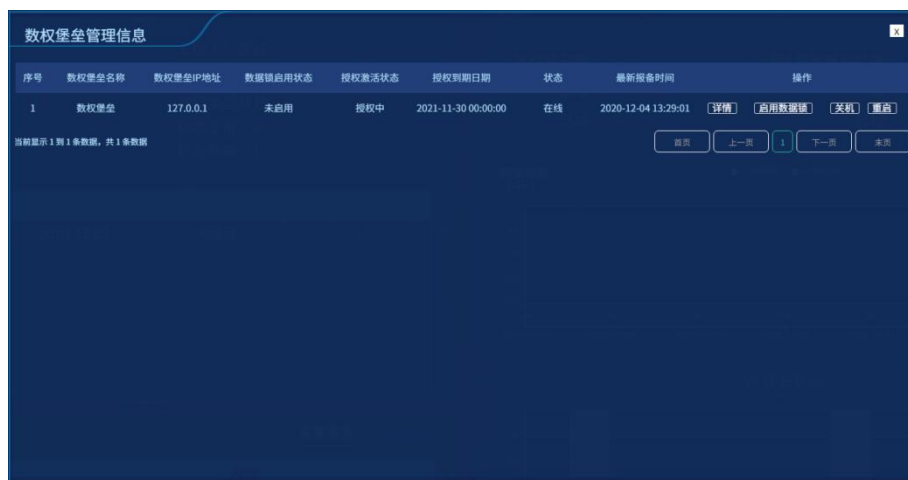 数权堡垒管理信息
X
序号 数权堡垒名称 数权堡垒IP地址 数据锁启用状态 授权激活状态 授权到期日期 状态 最新报备时间 操作
1 数权堡垒 127.0.0.1 未启用 授权中 2021-11-30 00:00:00 在线 2020-12-04 13:29:01 详情 启用数据锁 关机 重启
当前显示 1 到 1 条数据，共 1 条数据 首页 上一页 1 下一页 末页